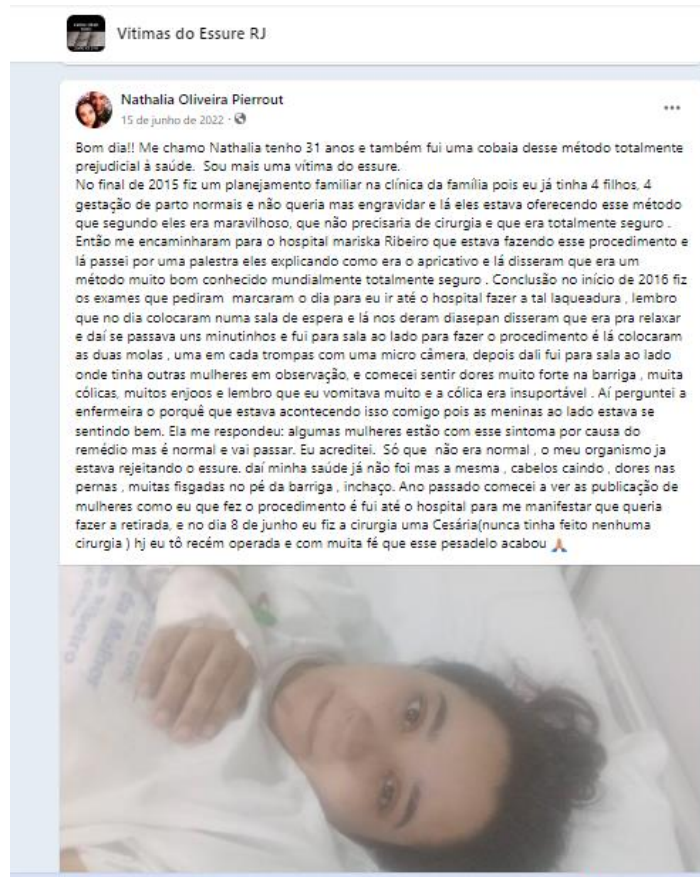 Vitimas do Essure RJ
Nathalia Oliveira Pierrout
15 de junho de 2022 ·
Bom dia!! Me chamo Nathalia tenho 31 anos e também fui uma cobaia desse método totalmente
prejudicial à saúde. Sou mais uma vítima do essure.
No final de 2015 fiz um planejamento familiar na clínica da família pois eu já tinha 4 filhos, 4
gestação de parto normais e não queria mas engravidar e lá eles estava oferecendo esse método
que segundo eles era maravilhoso, que não precisaria de cirurgia e que era totalmente seguro .
Então me encaminharam para o hospital mariska Ribeiro que estava fazendo esse procedimento e
lá passei por uma palestra eles explicando como era o apricativo e lá disseram que era um
método muito bom conhecido mundialmente totalmente seguro . Conclusão no início de 2016 fiz
os exames que pediram marcaram o dia para eu ir até o hospital fazer a tal laqueadura , lembro
que no dia colocaram numa sala de espera e lá nos deram diasepan disseram que era pra relaxar
e daí se passava uns minutinhos e fui para sala ao lado para fazer o procedimento é lá colocaram
as duas molas , uma em cada trompas com uma micro câmera, depois dali fui para sala ao lado
onde tinha outras mulheres em observação, e comecei sentir dores muito forte na barriga , muita
cólicas, muitos enjoos e lembro que eu vomitava muito e a cólica era insuportável . Aí perguntei a
enfermeira o porquê que estava acontecendo isso comigo pois as meninas ao lado estava se
sentindo bem. Ela me respondeu: algumas mulheres estão com esse sintoma por causa do
remédio mas é normal e vai passar. Eu acreditei. Só que não era normal , o meu organismo ja
estava rejeitando o essure. daí minha saúde já não foi mas a mesma , cabelos caindo , dores nas
pernas , muitas fisgadas no pé da barriga , inchaço. Ano passado comecei a ver as publicação de
mulheres como eu que fez o procedimento é fui até o hospital para me manifestar que queria
fazer a retirada, e no dia 8 de junho eu fiz a cirurgia uma Cesária(nunca tinha feito nenhuma
cirurgia ) hj eu tô recém operada e com muita fé que esse pesadelo acabou 🙏
da Mulher
Ribeiro